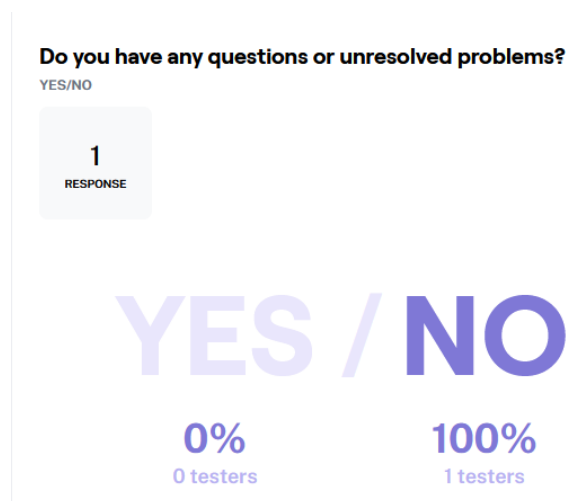 Do you have any questions or unresolved problems?
YES/NO
1
RESPONSE
YES / NO
0% 100%
0 testers 1 testers